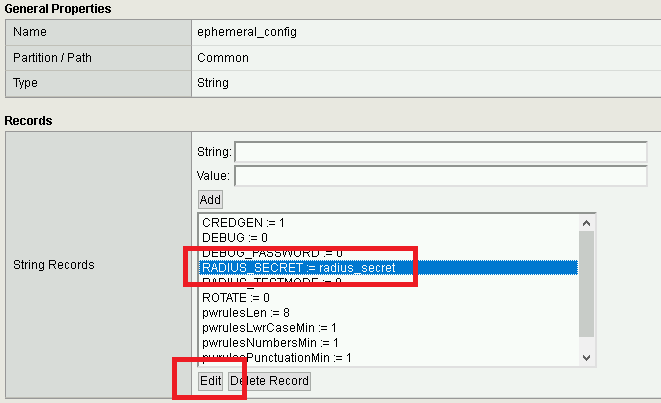 General Properties
Name ephemeral_config
Partition / Path Common
Type String
Records
String:
Value:
Add
String Records
CREDGEN := 1
DEBUG := 0
DEBUG_PASSWORD := 0
RADIUS_SECRET := radius_secret
RADIUS_TESTMODE := 0
ROTATE := 0
pwrulesLen := 8
pwrulesLwrCaseMin := 1
pwrulesNumbersMin := 1
pwrulesPunctuationMin := 1
Edit Delete Record